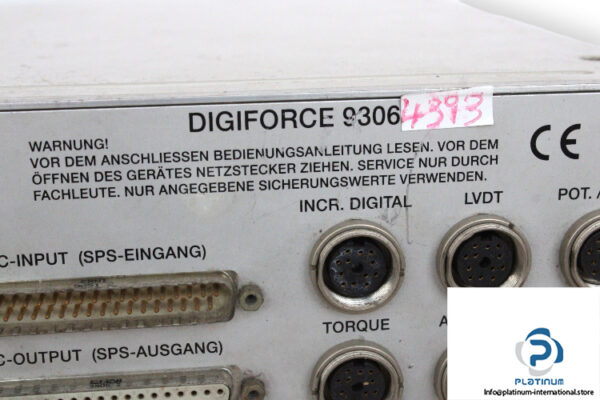 DIGIFORCE 9306 4393
WARNUNG!
VOR DEM ANSCHLIESSEN BEDIENUNGSANLEITUNG LESEN. VOR DEM
ÖFFNEN DES GERÄTES NETZSTECKER ZIEHEN. SERVICE NUR DURCH
FACHLEUTE. NUR ANGEGEBENE SICHERUNGSWERTE VERWENDEN.
CE
INCR. DIGITAL LVDT POT. /
C-INPUT (SPS-EINGANG)
TORQUE A
C-OUTPUT (SPS-AUSGANG)
PLATINUM
INTERNATIONAL
Info@platinum-international.store